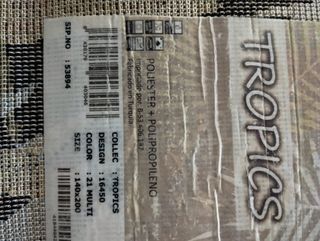 TROPICS
POLIESTER + POLIPROPILENO
Fabricado en Turquía
COLLEC : TROPICS
DESIGN : 16450
COLOR : 21 MULTI
SIZE : 140x200
SIP.NO : 53894